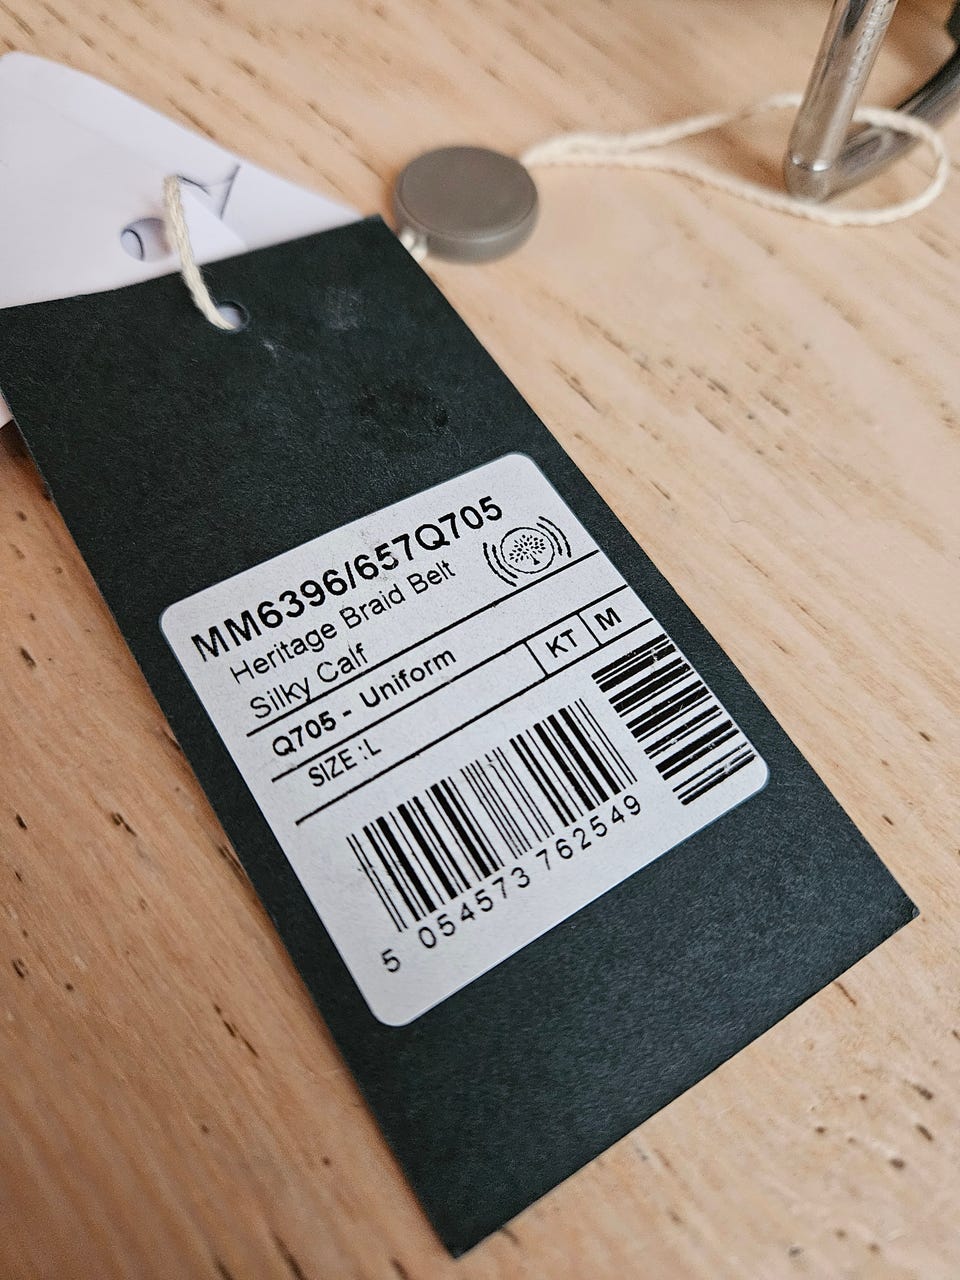 MM6396/657Q705
Heritage Braid Belt
Silky Calf
Q705 - Uniform
KT
M
SIZE :L
5 054573 762549